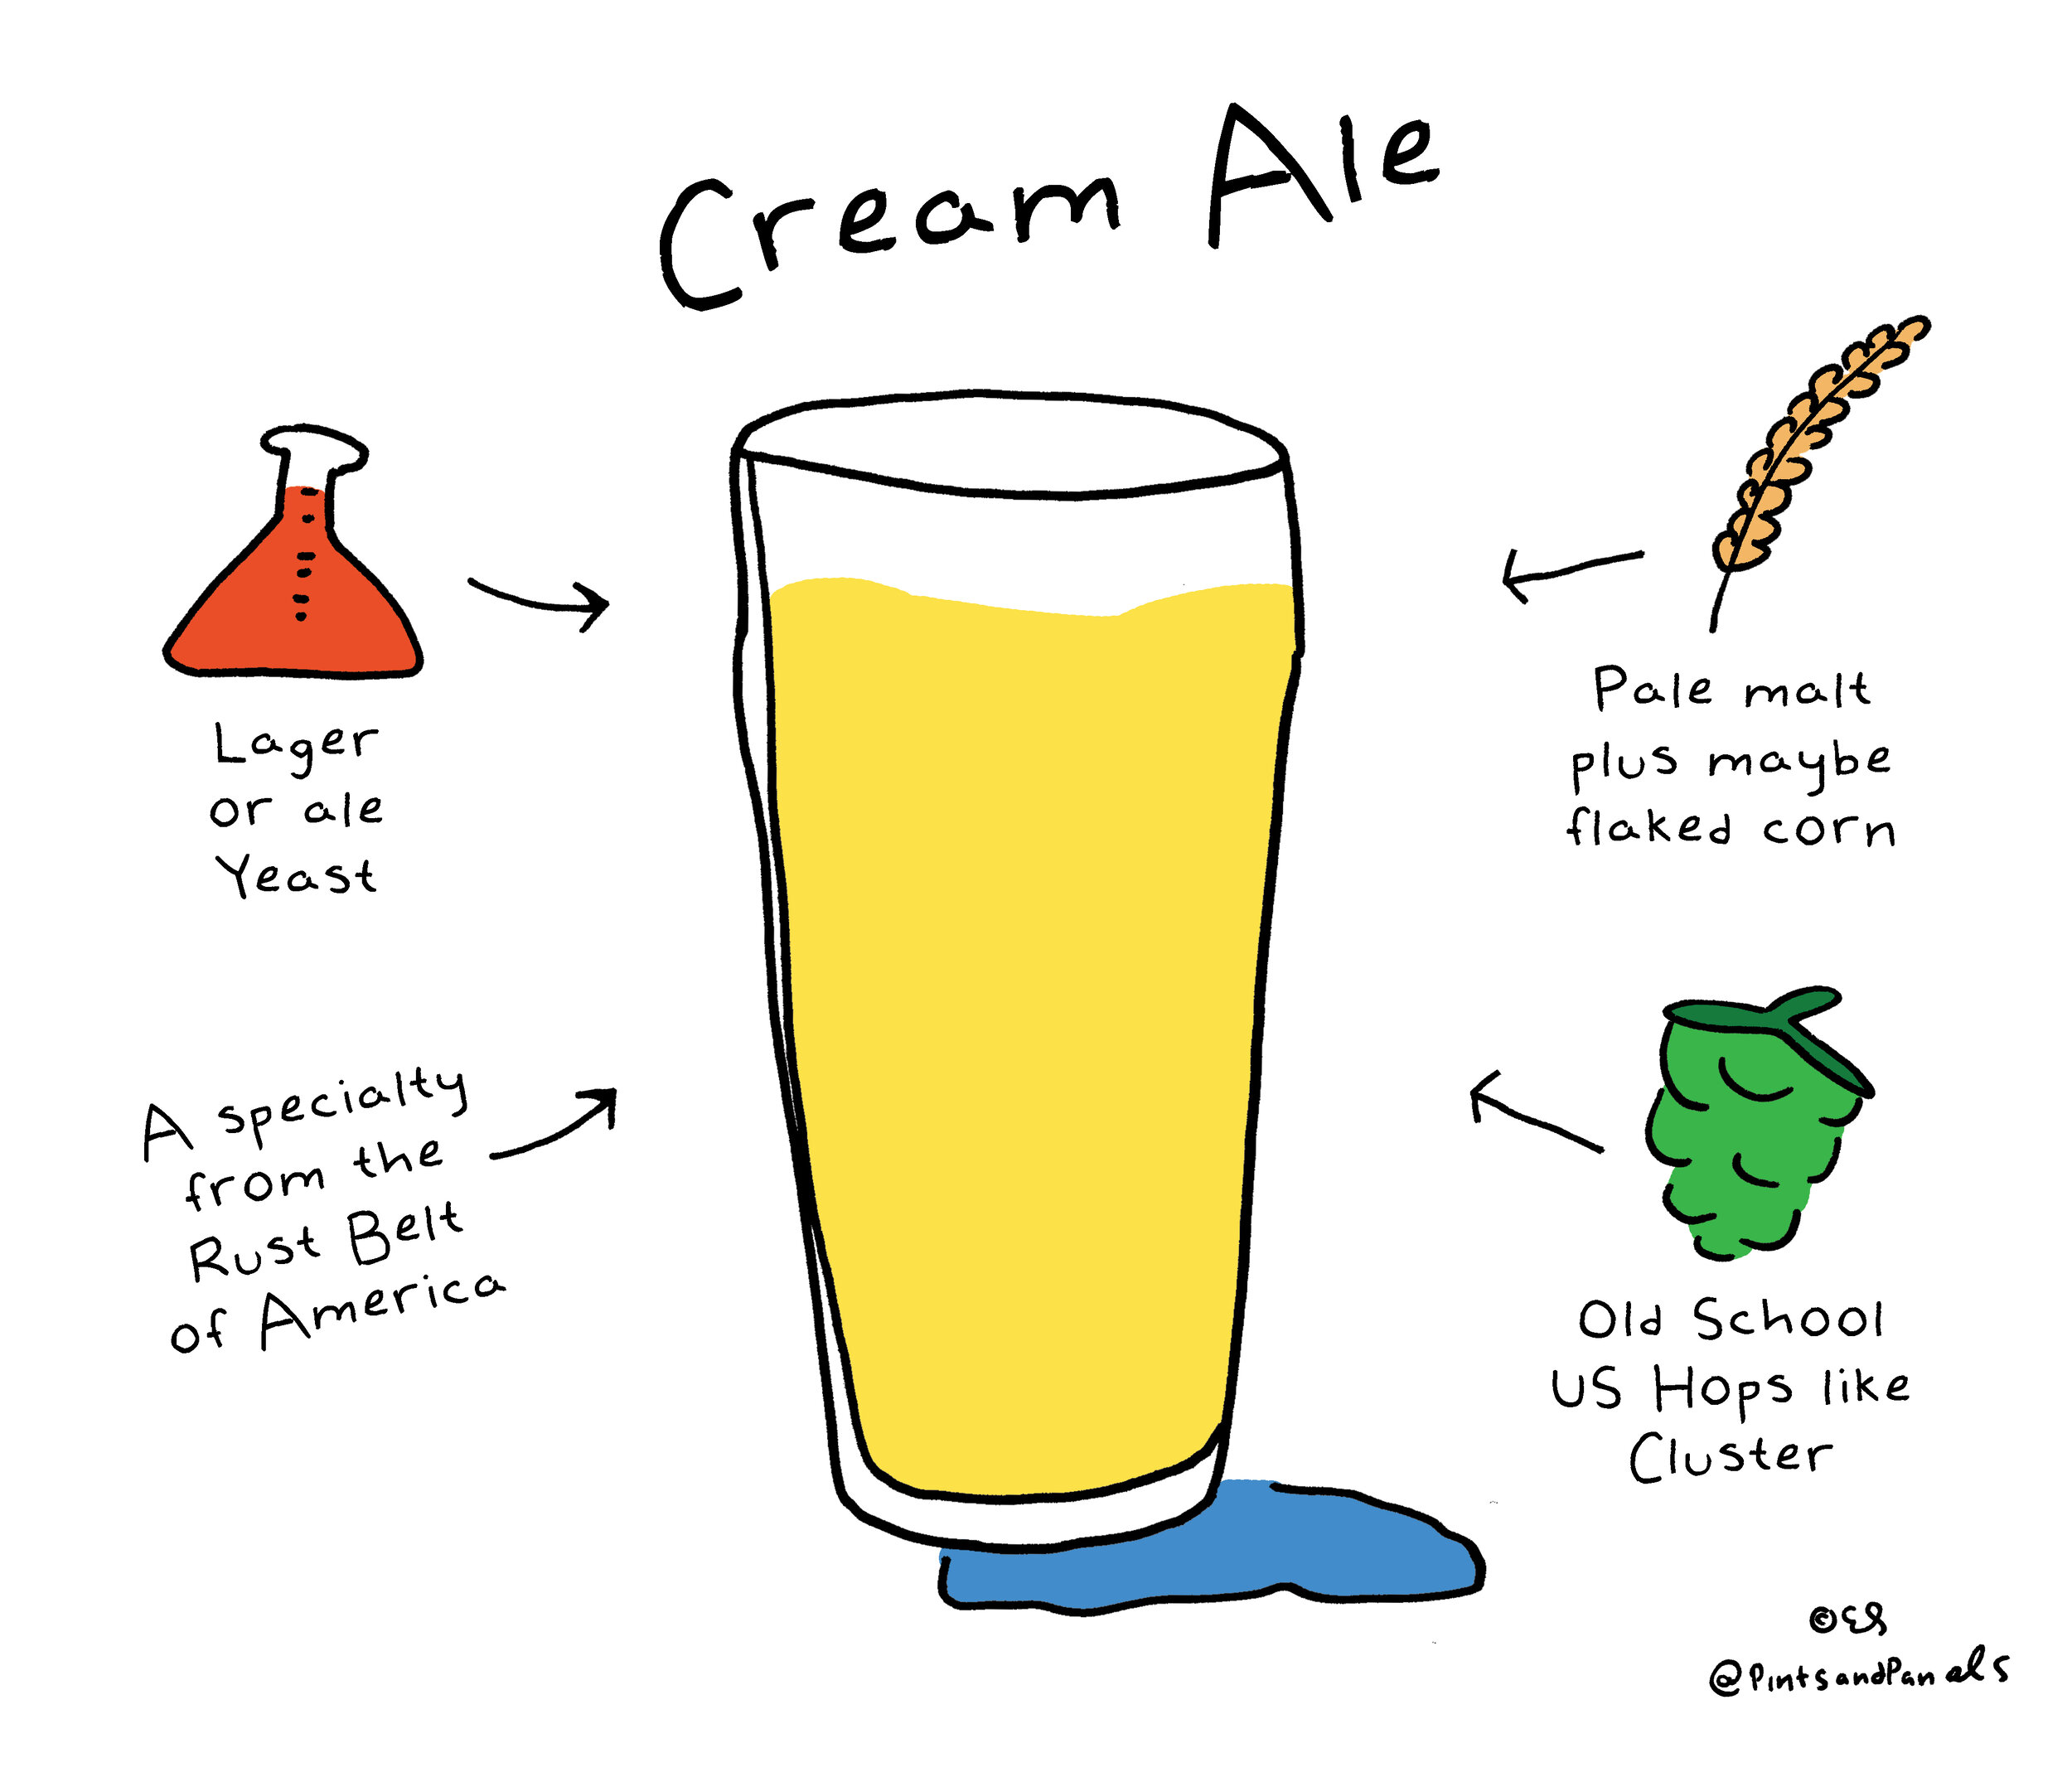 Cream Ale
Lager
or ale
Yeast
Pale malt
plus maybe
flaked corn
A specialty
from the
Rust Belt
of America
Old School
US Hops like
Cluster
©ES
@PintsandPanels